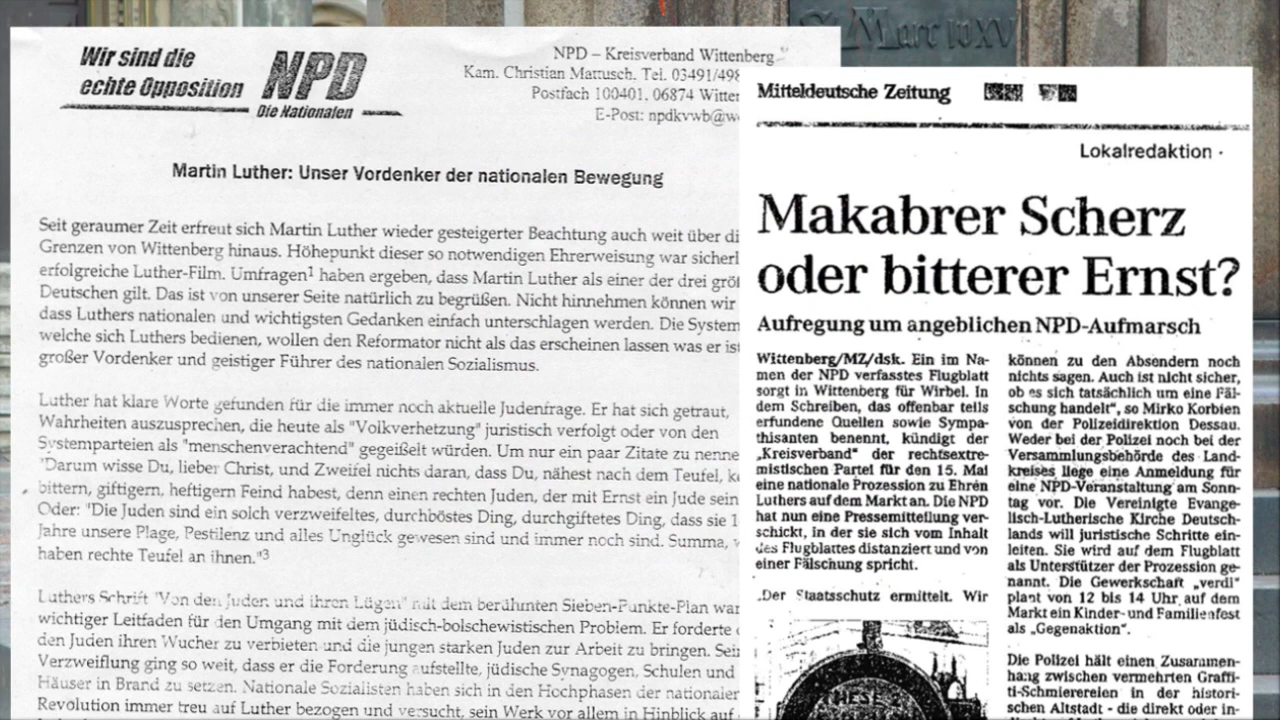 St. Marc 10 XV
Wir sind die
echte Opposition
NPD
Die Nationalen
NPD – Kreisverband Wittenberg
Kam. Christian Mattusch. Tel. 03491/498
Postfach 100401, 06874 Witten
E-Post: npdkvwb@w
Martin Luther: Unser Vordenker der nationalen Bewegung
Seit geraumer Zeit erfreut sich Martin Luther wieder gesteigerter Beachtung auch weit über di
Grenzen von Wittenberg hinaus. Höhepunkt dieser so notwendigen Ehrerweisung war sicherl
erfolgreiche Luther-Film. Umfragen¹ haben ergeben, dass Martin Luther als einer der drei größ
Deutschen gilt. Das ist von unserer Seite natürlich zu begrüßen. Nicht hinnehmen können wir
dass Luthers nationalen und wichtigsten Gedanken einfach unterschlagen werden. Die System
welche sich Luthers bedienen, wollen den Reformator nicht als das erscheinen lassen was er is
großer Vordenker und geistiger Führer des nationalen Sozialismus.
Luther hat klare Worte gefunden für die immer noch aktuelle Judenfrage. Er hat sich getraut,
Wahrheiten auszusprechen, die heute als "Volkverhetzung" juristisch verfolgt oder von den
Systemparteien als "menschenverachtend" gegeißelt würden. Um nur ein paar Zitate zu nenne
"Darum wisse Du, lieber Christ, und Zweifel nichts daran, dass Du, nähest nach dem Teufel, k
bittern, giftigern, heftigern Feind habest, denn einen rechten Juden, der mit Ernst ein Jude sein
Oder: "Die Juden sind ein solch verzweifeltes, durchböstes Ding, durchgiftetes Ding, dass sie 1
Jahre unsere Plage, Pestilenz und alles Unglück gewesen sind und immer noch sind. Summa, w
haben rechte Teufel an ihnen."³
Luthers Schrift "Von den Juden und ihren Lügen" mit dem berühmten Sieben-Punkte-Plan war
wichtiger Leitfaden für den Umgang mit dem jüdisch-bolschewistischen Problem. Er forderte
den Juden ihren Wucher zu verbieten und die jungen starken Juden zur Arbeit zu bringen. Sei
Verzweiflung ging so weit, dass er die Forderung aufstellte, jüdische Synagogen, Schulen und
Häuser in Brand zu setzen. Nationale Sozialisten haben sich in den Hochphasen der nationalen
Revolution immer treu auf Luther bezogen und versucht, sein Werk vor allem in Hinblick auf
Mitteldeutsche Zeitung
Lokalredaktion ·
Makabrer Scherz
oder bitterer Ernst?
Aufregung um angeblichen NPD-Aufmarsch
Wittenberg/MZ/dsk. Ein im Na-
men der NPD verfasstes Flugblatt
sorgt in Wittenberg für Wirbel. In
dem Schreiben, das offenbar teils
erfundene Quellen sowie Sympa-
thisanten benennt, kündigt der
„Kreisverband“ der rechtsextre-
mistischen Partei für den 15. Mai
eine nationale Prozession zu Ehren
Luthers auf dem Markt an. Die NPD
hat nun eine Pressemitteilung ver-
schickt, in der sie sich vom Inhalt
des Flugblattes distanziert und von
einer Fälschung spricht.
„Der Staatsschutz ermittelt. Wir
können zu den Absendern noch
nichts sagen. Auch ist nicht sicher,
ob es sich tatsächlich um eine Fäl-
schung handelt“, so Mirko Korbien
von der Polizeidirektion Dessau.
Weder bei der Polizei noch bei der
Versammlungsbehörde des Land-
kreises liege eine Anmeldung für
eine NPD-Veranstaltung am Sonn-
tag vor. Die Vereinigte Evange-
lisch-Lutherische Kirche Deutsch-
lands will juristische Schritte ein-
leiten. Sie wird auf dem Flugblatt
als Unterstützer der Prozession ge-
nannt. Die Gewerkschaft „verdi“
plant von 12 bis 14 Uhr auf dem
Markt ein Kinder- und Familienfest
als „Gegenaktion“.
Die Polizei hält einen Zusammen-
hang zwischen vermehrten Graffi-
ti-Schmierereien in der histori-
schen Altstadt - die direkt oder in-